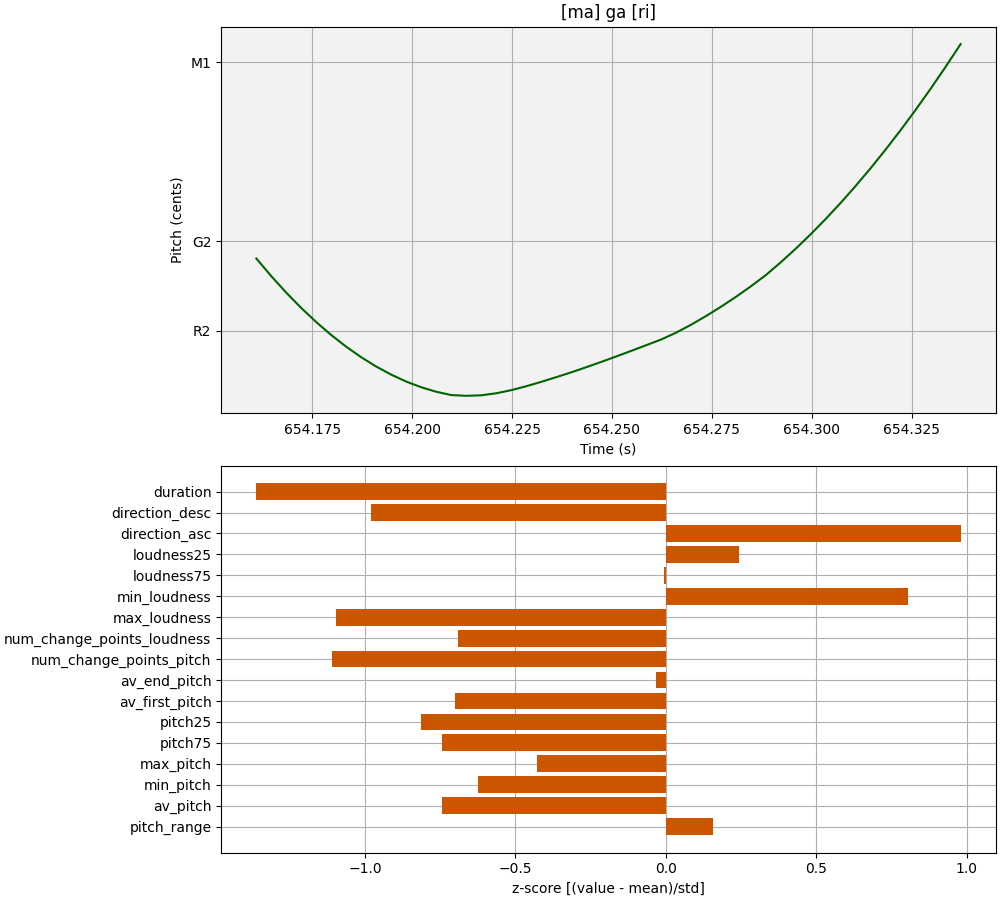 [ma] ga [ri]
M1
G2
R2
Pitch (cents)
654.175 654.200 654.225 654.250 654.275 654.300 654.325
Time (s)
duration
direction_desc
direction_asc
loudness25
loudness75
min_loudness
max_loudness
num_change_points_loudness
num_change_points_pitch
av_end_pitch
av_first_pitch
pitch25
pitch75
max_pitch
min_pitch
av_pitch
pitch_range
−1.0 −0.5 0.0 0.5 1.0
z-score [(value - mean)/std]